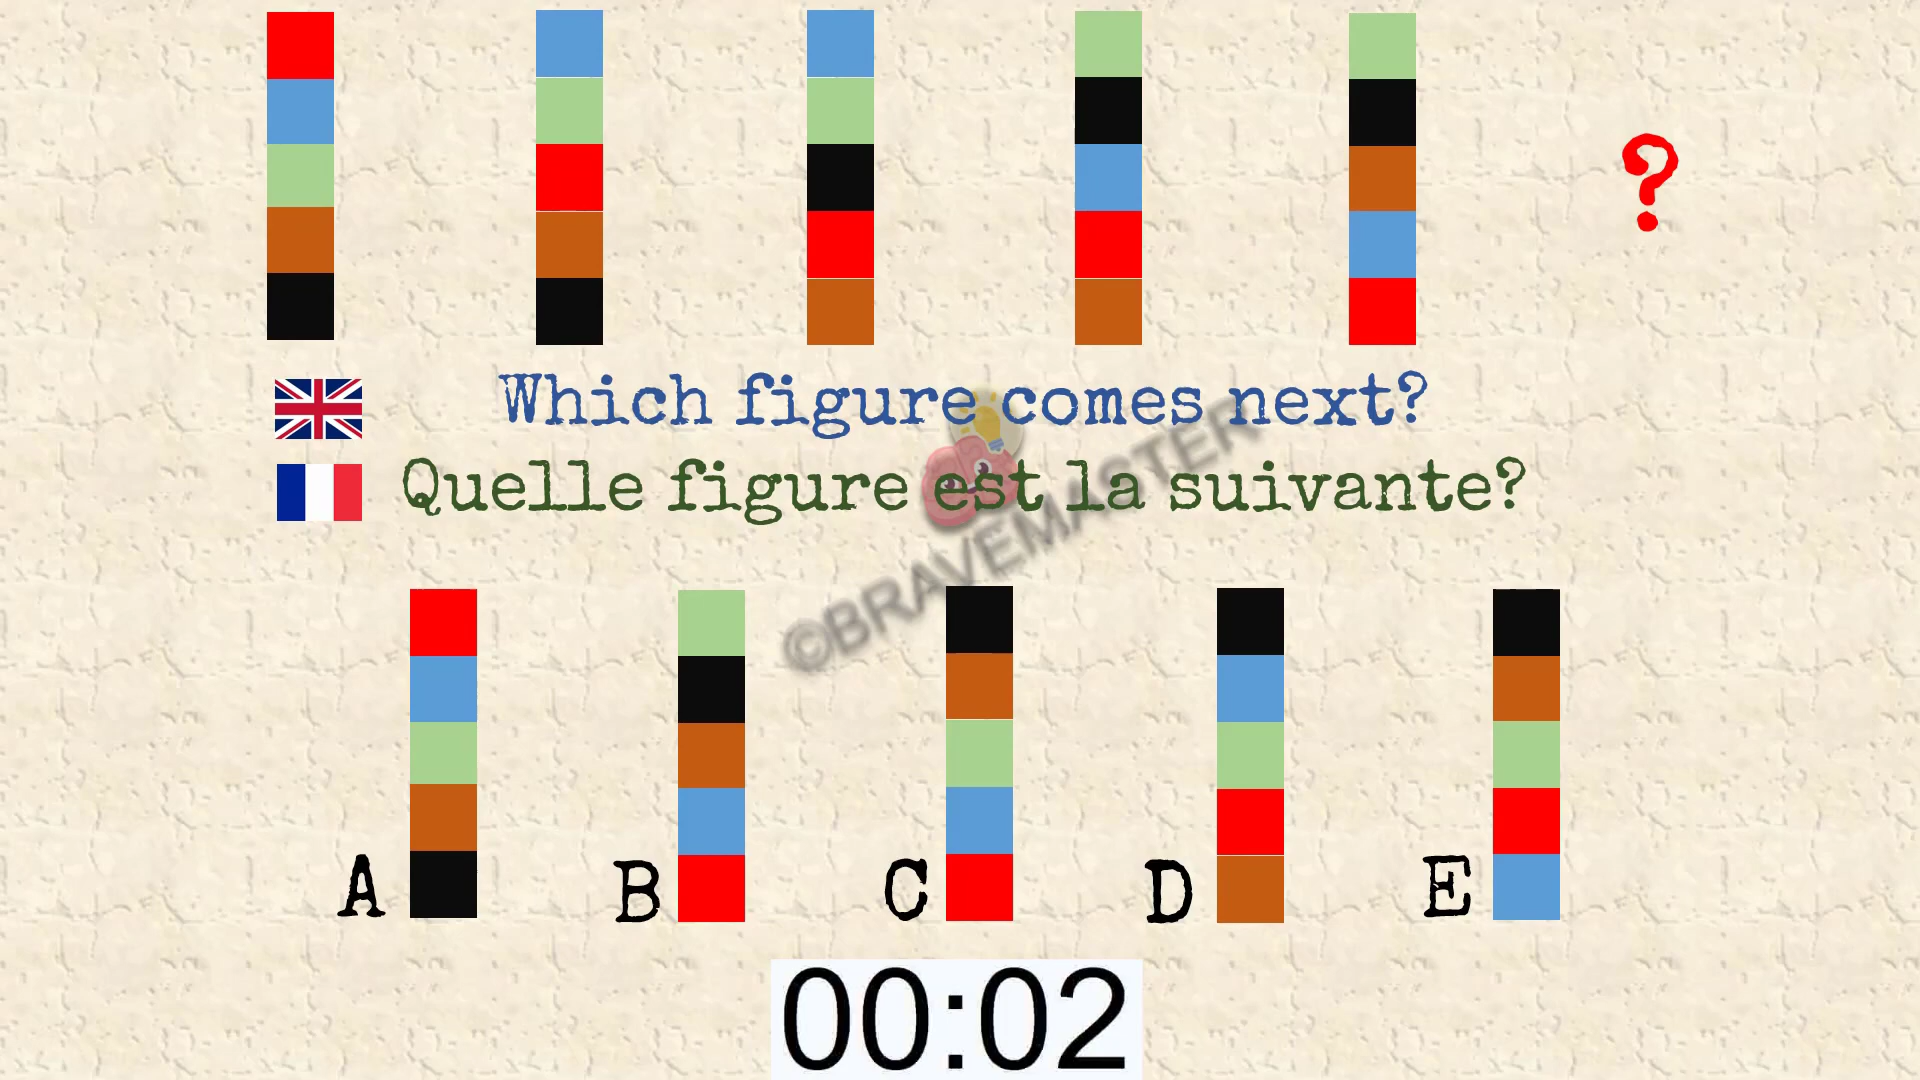 ?
Which figure comes next?
Quelle figure est la suivante?
©BRAVEMASTER
A
B
C
D
E
00:02